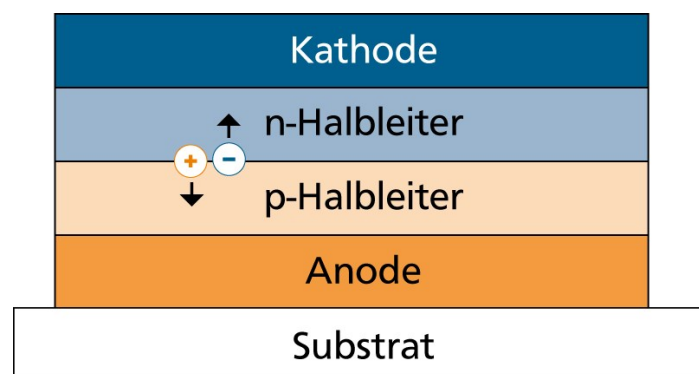 Kathode
n-Halbleiter
+ −
p-Halbleiter
Anode
Substrat